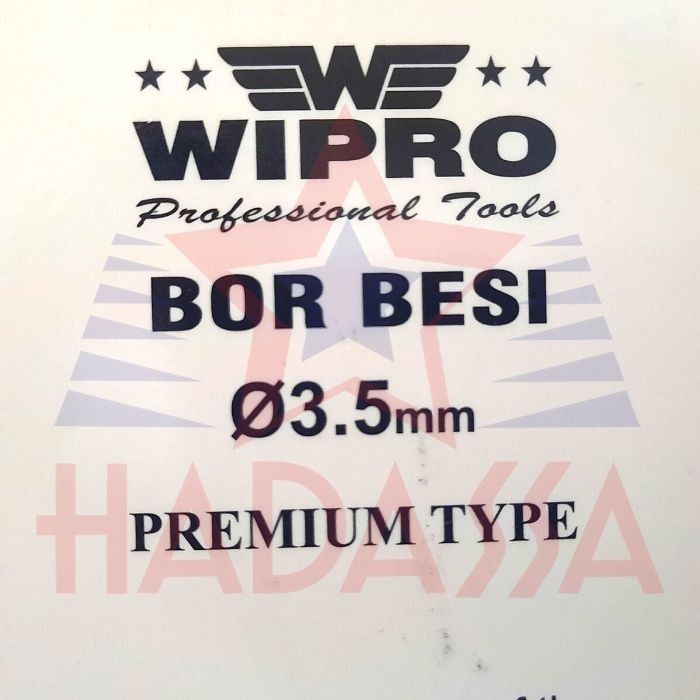 W
WIPRO
Professional Tools
BOR BESI
Ø3.5mm
HADASSA
PREMIUM TYPE